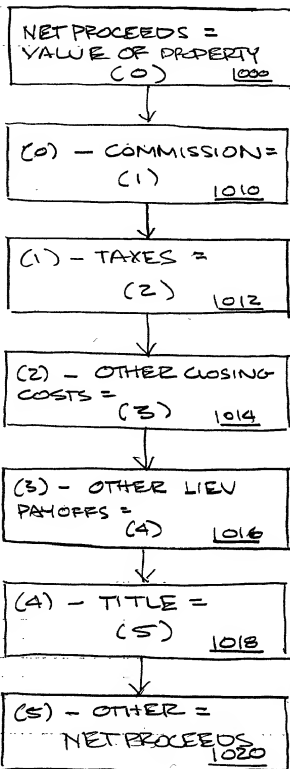 NET PROCEEDS =
VALUE OF PROPERTY
(0) 1000
(0) - COMMISSION =
(1) 1010
(1) - TAXES =
(2) 1012
(2) - OTHER CLOSING
COSTS =
(3) 1014
(3) - OTHER LIEN
PAYOFFS =
(4) 1016
(4) - TITLE =
(5) 1018
(5) - OTHER =
NET PROCEEDS
1020